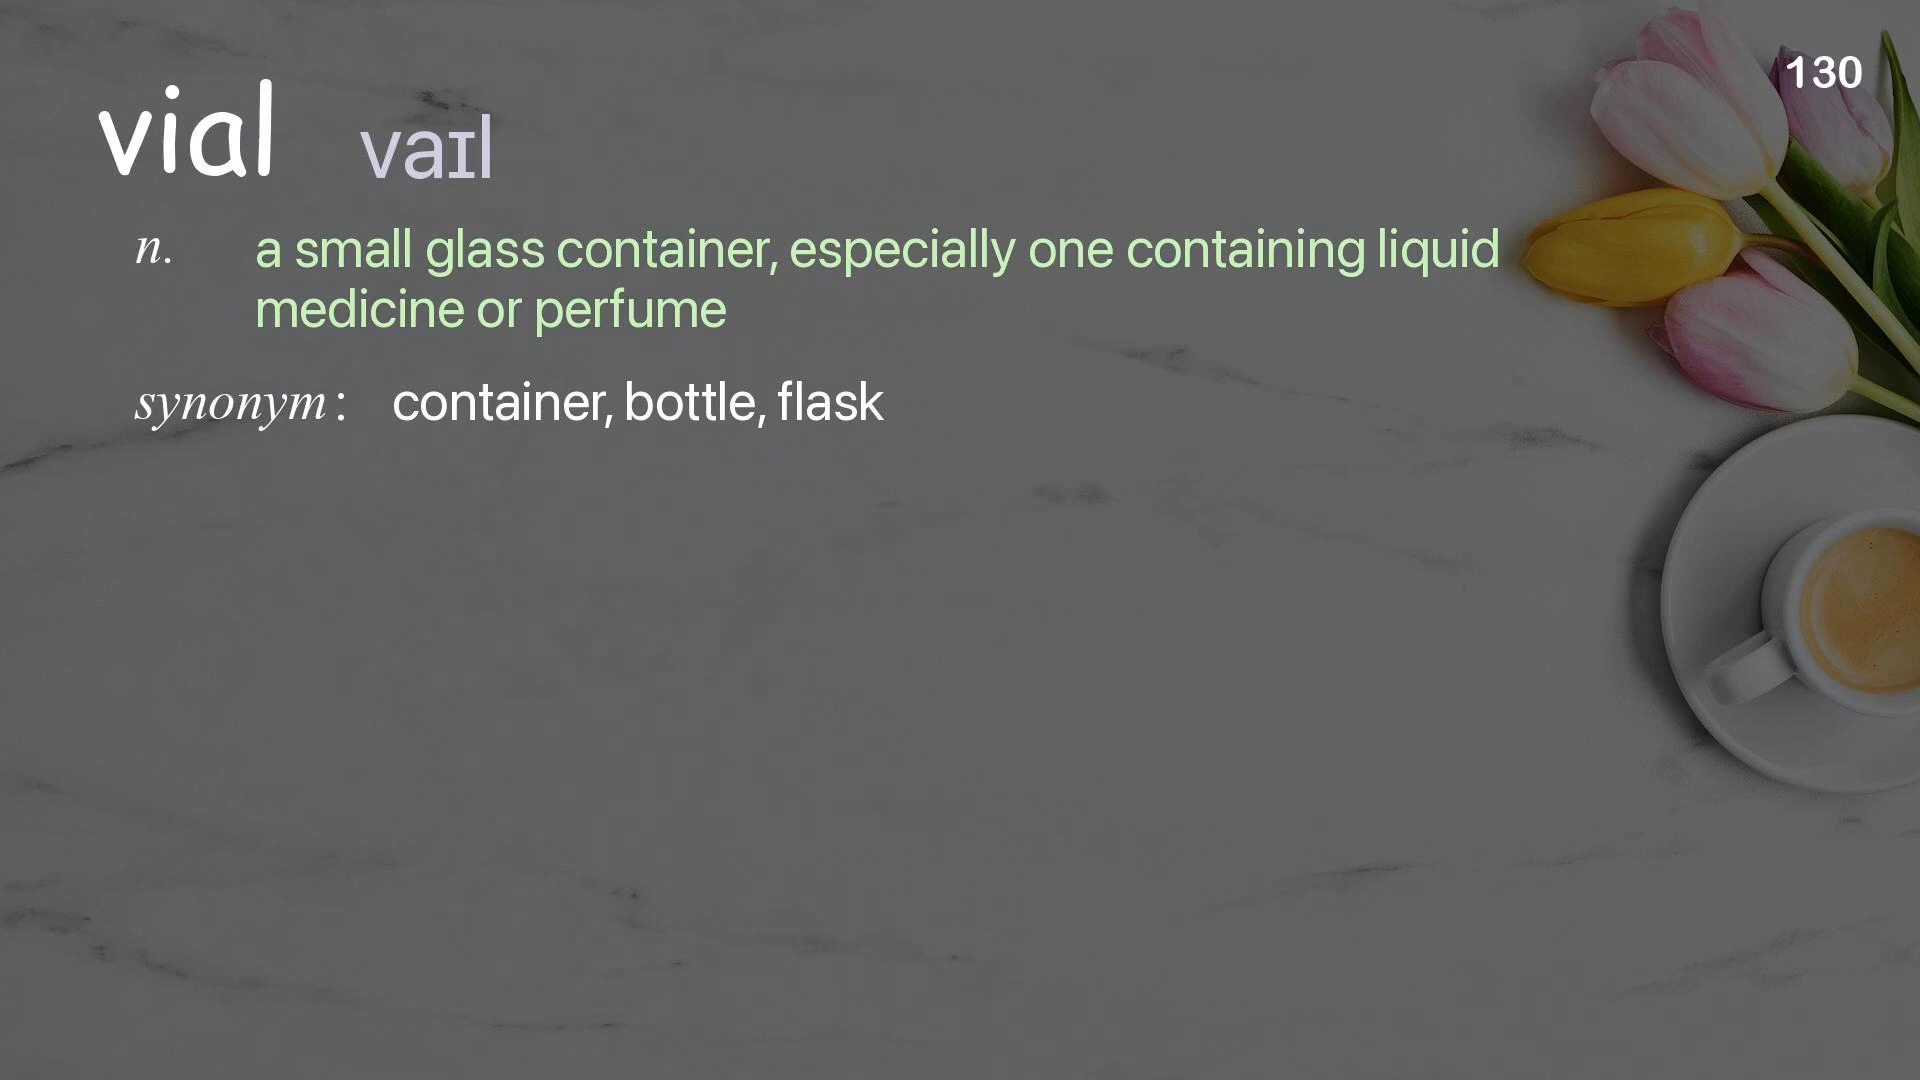 130
vial vaɪl
n. a small glass container, especially one containing liquid
medicine or perfume
synonym: container, bottle, flask